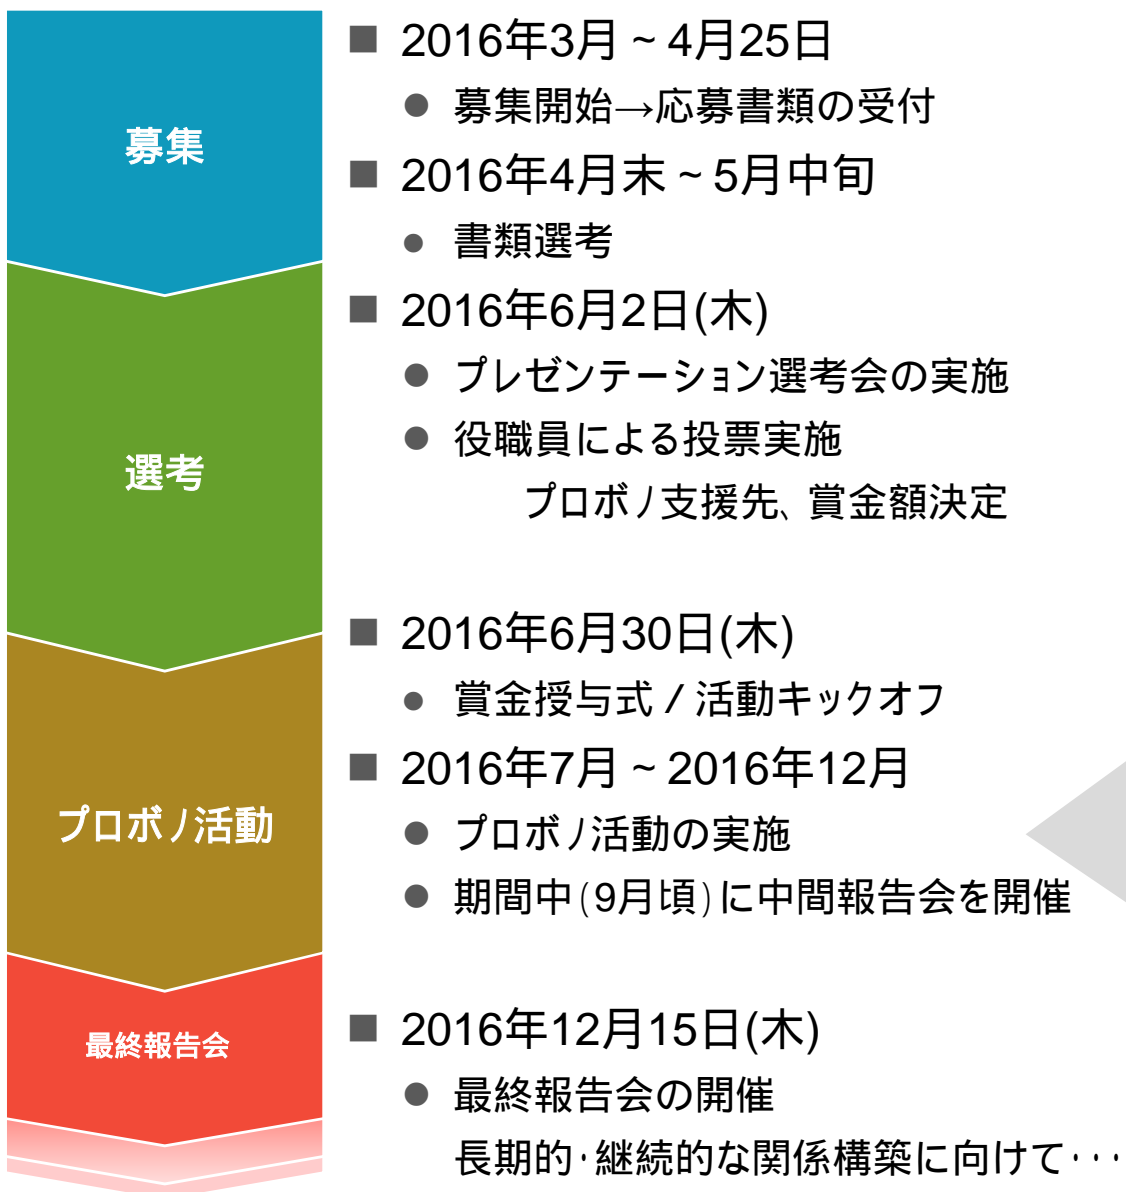 募集
■ 2016年3月~4月25日
● 募集開始→応募書類の受付
■ 2016年4月末~5月中旬
● 書類選考
選考
■ 2016年6月2日(木)
● プレゼンテーション選考会の実施
● 役職員による投票実施
プロボノ支援先、賞金額決定
プロボノ活動
■ 2016年6月30日(木)
● 賞金授与式/活動キックオフ
■ 2016年7月~2016年12月
● プロボノ活動の実施
● 期間中(9月頃)に中間報告会を開催
最終報告会
■ 2016年12月15日(木)
● 最終報告会の開催
長期的・継続的な関係構築に向けて・・・